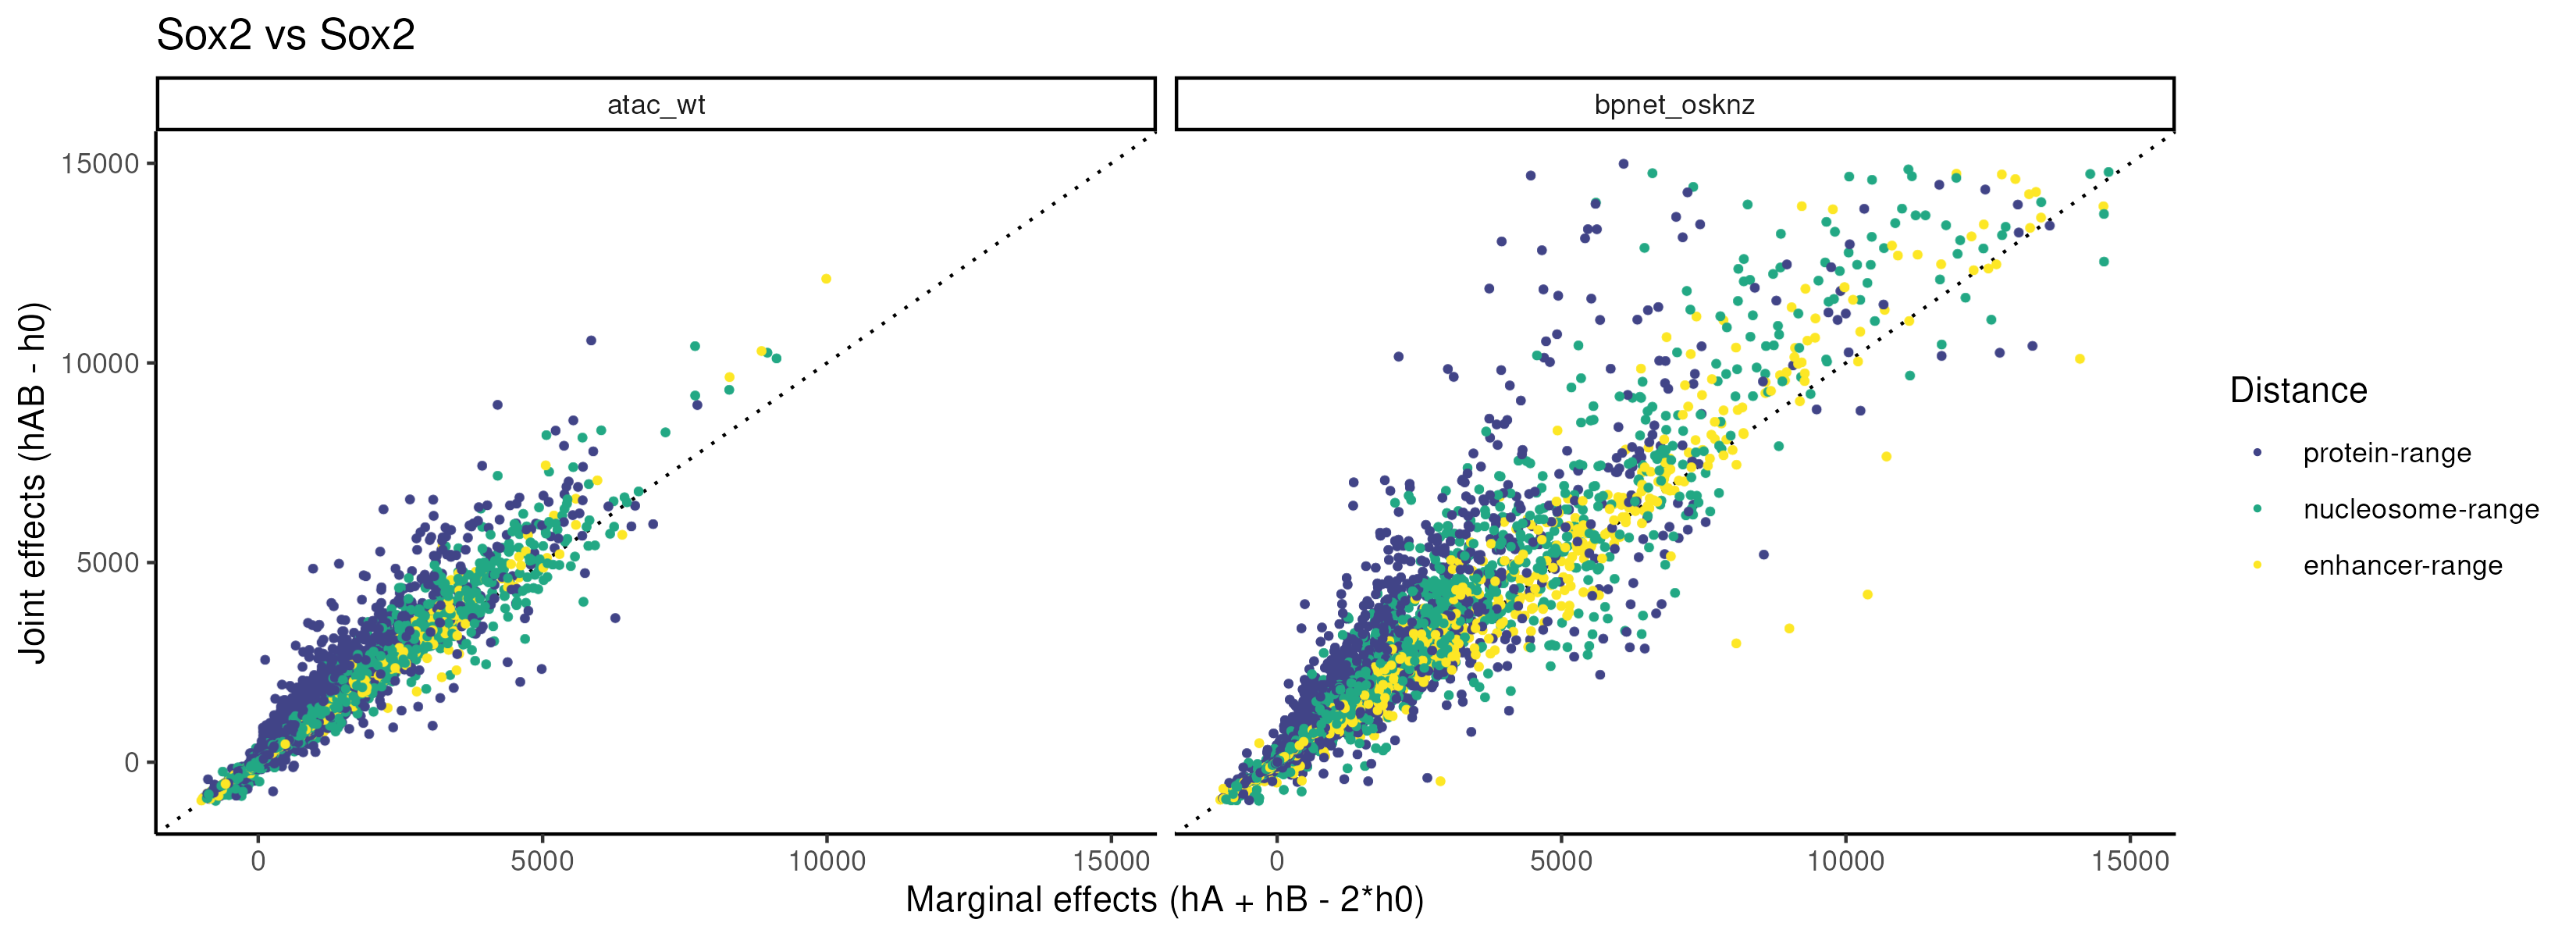 Sox2 vs Sox2
atac_wt
bpnet_osknz
Joint effects (hAB - h0)
15000
10000
5000
0
0 5000 10000 15000
0 5000 10000 15000
Marginal effects (hA + hB - 2*h0)
Distance
protein-range
nucleosome-range
enhancer-range